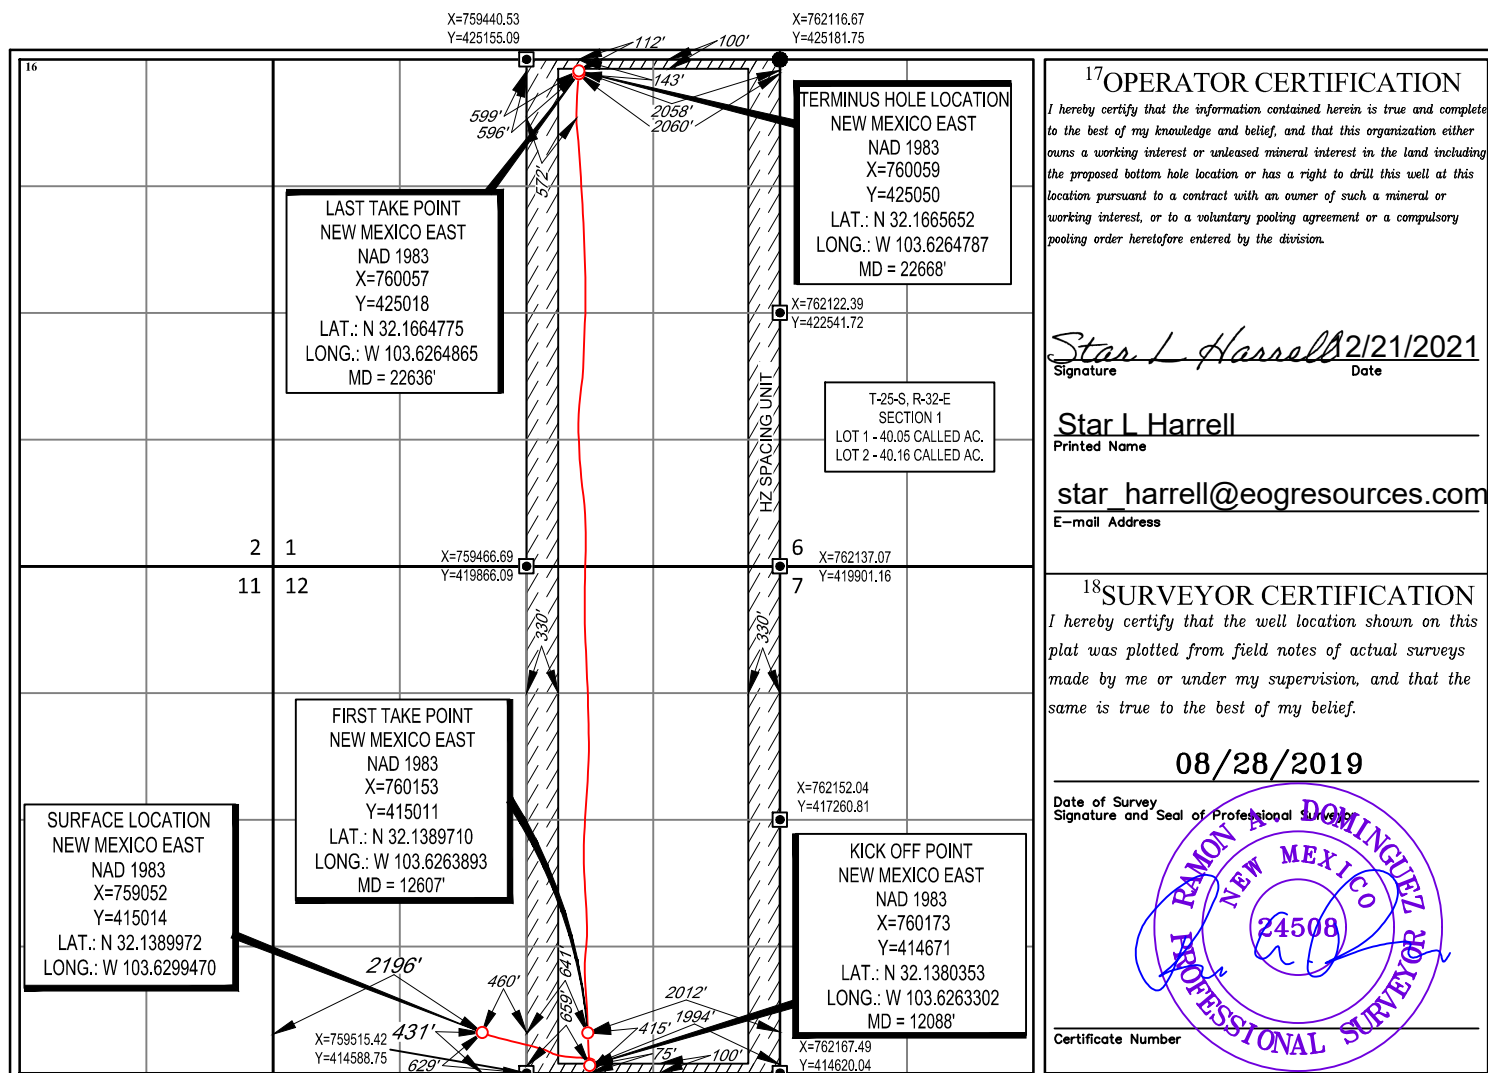 X=759440.53
Y=425155.09
X=762116.67
Y=425181.75
16
112'
100'
143'
2058'
2060'
599'
596'
572'
TERMINUS HOLE LOCATION
NEW MEXICO EAST
NAD 1983
X=760059
Y=425050
LAT.: N 32.1665652
LONG.: W 103.6264787
MD = 22668'
LAST TAKE POINT
NEW MEXICO EAST
NAD 1983
X=760057
Y=425018
LAT.: N 32.1664775
LONG.: W 103.6264865
MD = 22636'
X=762122.39
Y=422541.72
HZ SPACING UNIT
T-25-S, R-32-E
SECTION 1
LOT 1 - 40.05 CALLED AC.
LOT 2 - 40.16 CALLED AC.
2 1
11 12
X=759466.69
Y=419866.09
6
7
X=762137.07
Y=419901.16
330'
330'
FIRST TAKE POINT
NEW MEXICO EAST
NAD 1983
X=760153
Y=415011
LAT.: N 32.1389710
LONG.: W 103.6263893
MD = 12607'
X=762152.04
Y=417260.81
SURFACE LOCATION
NEW MEXICO EAST
NAD 1983
X=759052
Y=415014
LAT.: N 32.1389972
LONG.: W 103.6299470
KICK OFF POINT
NEW MEXICO EAST
NAD 1983
X=760173
Y=414671
LAT.: N 32.1380353
LONG.: W 103.6263302
MD = 12088'
2196'
460'
641'
659'
2012'
1994'
415'
431'
75'
100'
629'
X=759515.42
Y=414588.75
X=762167.49
Y=414620.04
17 OPERATOR CERTIFICATION
I hereby certify that the information contained herein is true and complete
to the best of my knowledge and belief, and that this organization either
owns a working interest or unleased mineral interest in the land including
the proposed bottom hole location or has a right to drill this well at this
location pursuant to a contract with an owner of such a mineral or
working interest, or to a voluntary pooling agreement or a compulsory
pooling order heretofore entered by the division.
Star L Harrell 12/21/2021
Signature Date
Star L Harrell
Printed Name
star_harrell@eogresources.com
E-mail Address
18 SURVEYOR CERTIFICATION
I hereby certify that the well location shown on this
plat was plotted from field notes of actual surveys
made by me or under my supervision, and that the
same is true to the best of my belief.
08/28/2019
Date of Survey
Signature and Seal of Professional Surveyor
RAMON A. DOMINGUEZ
NEW MEXICO
24508
PROFESSIONAL SURVEYOR
Certificate Number